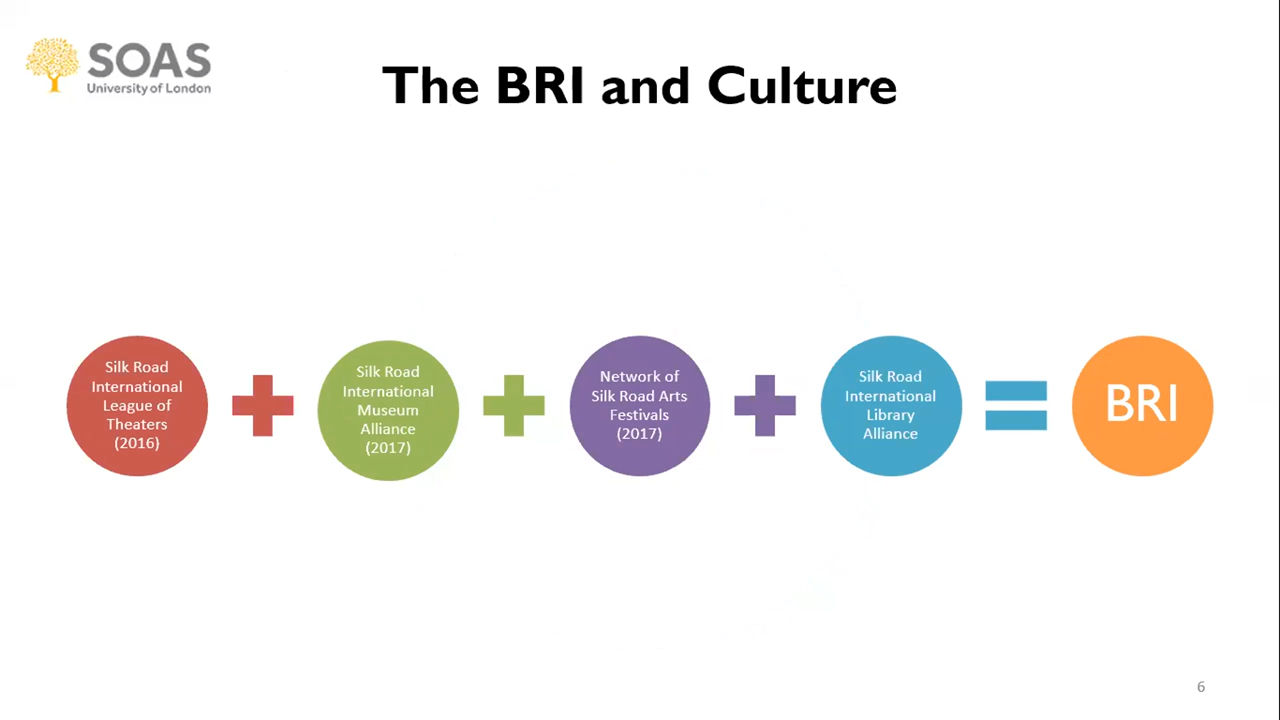 SOAS
University of London
The BRI and Culture
Silk Road
International
League of
Theaters
(2016)
Silk Road
International
Museum
Alliance
(2017)
Network of
Silk Road Arts
Festivals
(2017)
Silk Road
International
Library
Alliance
BRI
6